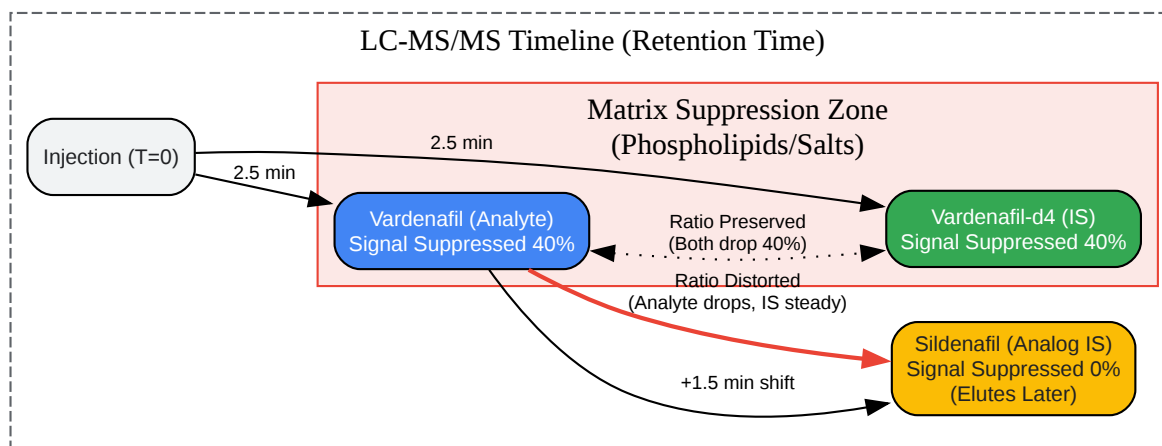 LC-MS/MS Timeline (Retention Time)
Matrix Suppression Zone
(Phospholipids/Salts)
Injection (T=0)
2.5 min
2.5 min
Vardenafil (Analyte)
Signal Suppressed 40%
Ratio Preserved
(Both drop 40%)
Vardenafil-d4 (IS)
Signal Suppressed 40%
Ratio Distorted
(Analyte drops, IS steady)
+1.5 min shift
Sildenafil (Analog IS)
Signal Suppressed 0%
(Elutes Later)